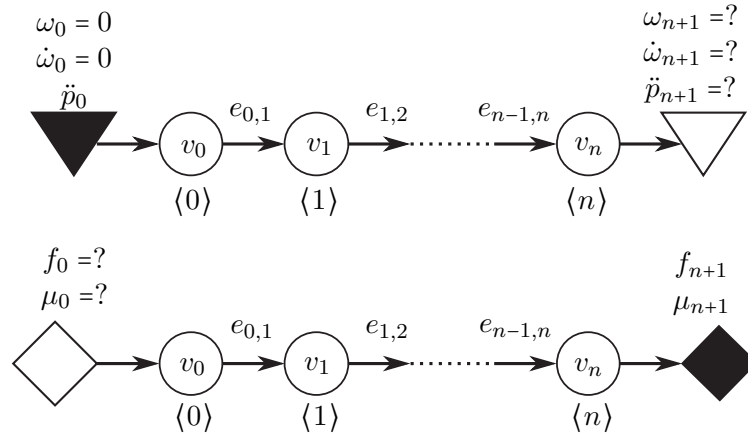 ω₀ = 0
ω̇₀ = 0
p̈₀
ωₙ₊₁ =?
ω̇ₙ₊₁ =?
p̈ₙ₊₁ =?
e₀,₁ e₁,₂ eₙ₋₁,ₙ
v₀ v₁ vₙ
⟨0⟩ ⟨1⟩ ⟨n⟩
f₀ =?
μ₀ =?
fₙ₊₁
μₙ₊₁
e₀,₁ e₁,₂ eₙ₋₁,ₙ
v₀ v₁ vₙ
⟨0⟩ ⟨1⟩ ⟨n⟩